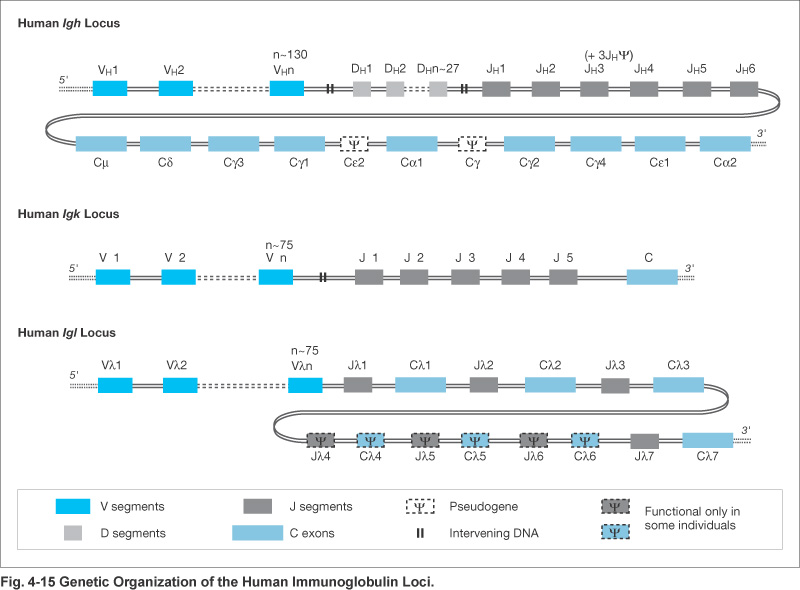 Human Igh Locus
n~130 (+ 3JHΨ)
VH1 VH2 VHn DH1 DH2 DHn~27 JH1 JH2 JH3 JH4 JH5 JH6
5'
3'
Ψ Ψ
Cμ Cδ Cγ3 Cγ1 Cε2 Cα1 Cγ Cγ2 Cγ4 Cε1 Cα2
Human Igk Locus
n~75
V 1 V 2 V n J 1 J 2 J 3 J 4 J 5 C
5' 3'
Human Igl Locus
n~75
Vλ1 Vλ2 Vλn Jλ1 Cλ1 Jλ2 Cλ2 Jλ3 Cλ3
5'
3'
Ψ Ψ Ψ Ψ Ψ Ψ
Jλ4 Cλ4 Jλ5 Cλ5 Jλ6 Cλ6 Jλ7 Cλ7
V segments J segments Ψ Pseudogene Ψ Functional only in
D segments C exons Intervening DNA Ψ some individuals
Fig. 4-15 Genetic Organization of the Human Immunoglobulin Loci.